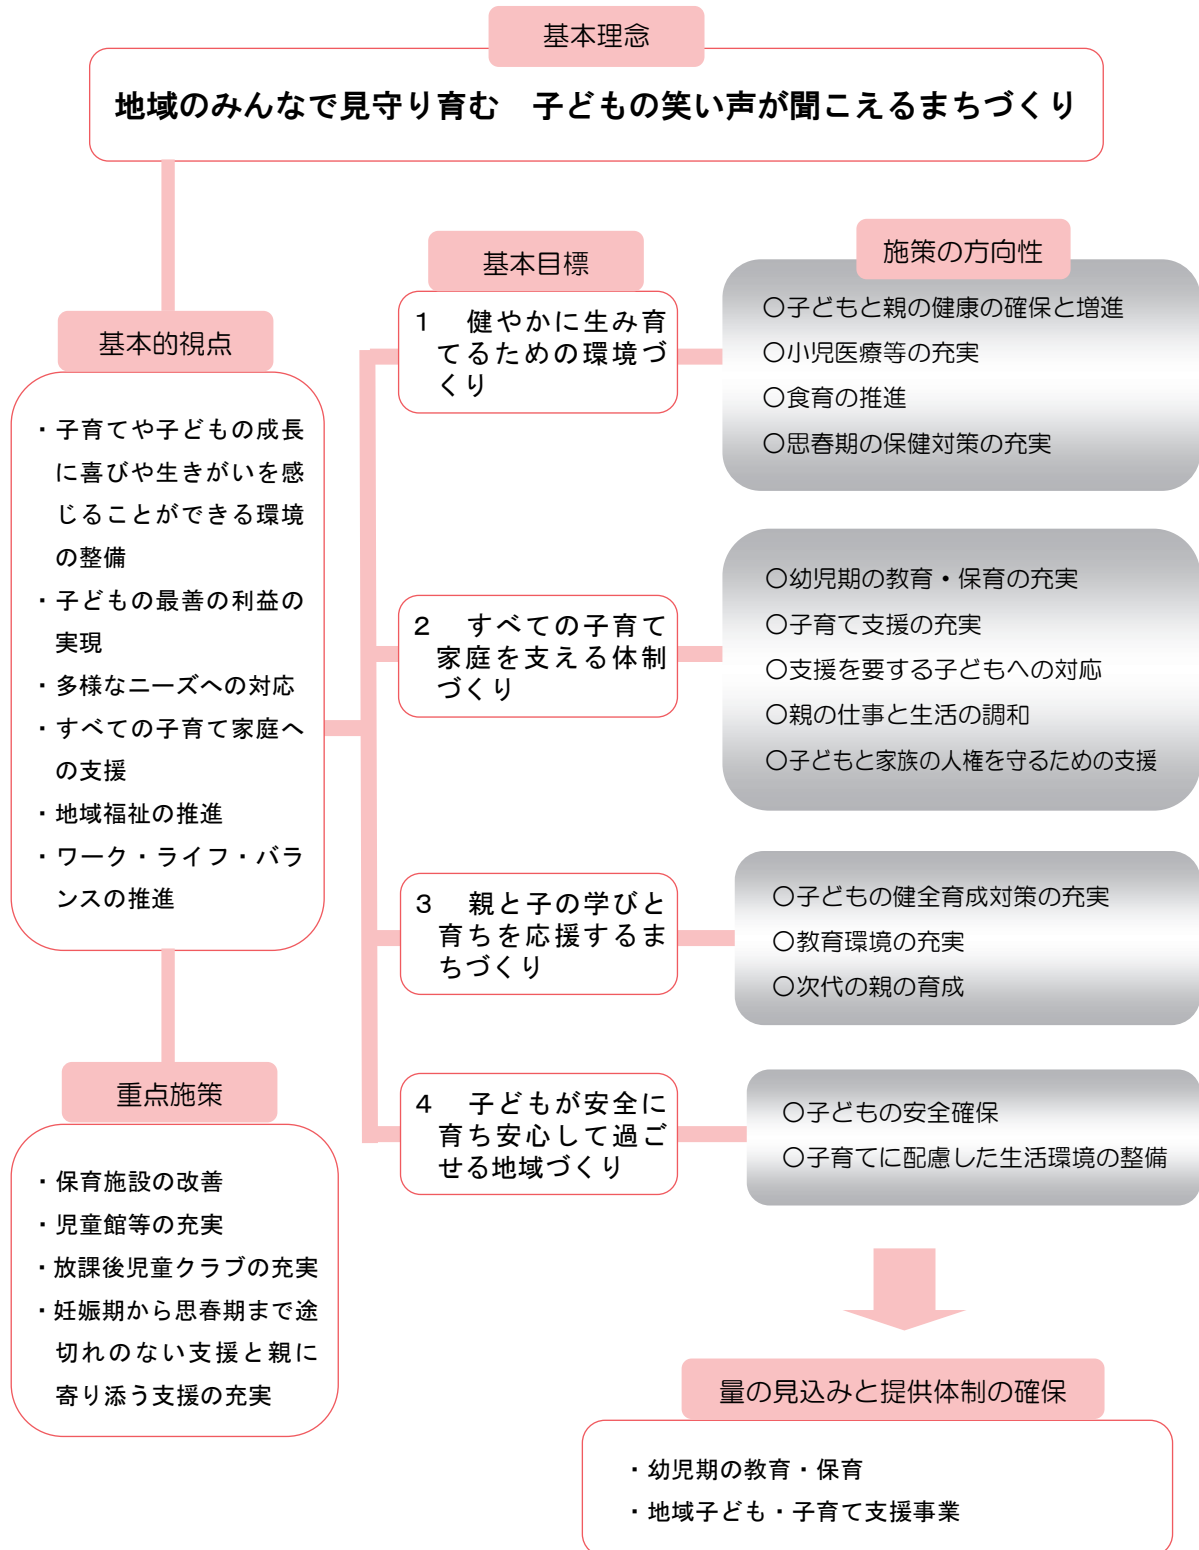 基本理念
地域のみんなで見守り育む　子どもの笑い声が聞こえるまちづくり
基本的視点
・子育てや子どもの成長
に喜びや生きがいを感
じることができる環境
の整備
・子どもの最善の利益の
実現
・多様なニーズへの対応
・すべての子育て家庭へ
の支援
・地域福祉の推進
・ワーク・ライフ・バラ
ンスの推進
重点施策
・保育施設の改善
・児童館等の充実
・放課後児童クラブの充実
・妊娠期から思春期まで途
切れのない支援と親に
寄り添う支援の充実
基本目標
1　健やかに生み育
てるための環境づ
くり
2　すべての子育て
家庭を支える体制
づくり
3　親と子の学びと
育ちを応援するま
ちづくり
4　子どもが安全に
育ち安心して過ご
せる地域づくり
施策の方向性
○子どもと親の健康の確保と増進
○小児医療等の充実
○食育の推進
○思春期の保健対策の充実
○幼児期の教育・保育の充実
○子育て支援の充実
○支援を要する子どもへの対応
○親の仕事と生活の調和
○子どもと家族の人権を守るための支援
○子どもの健全育成対策の充実
○教育環境の充実
○次代の親の育成
○子どもの安全確保
○子育てに配慮した生活環境の整備
量の見込みと提供体制の確保
・幼児期の教育・保育
・地域子ども・子育て支援事業